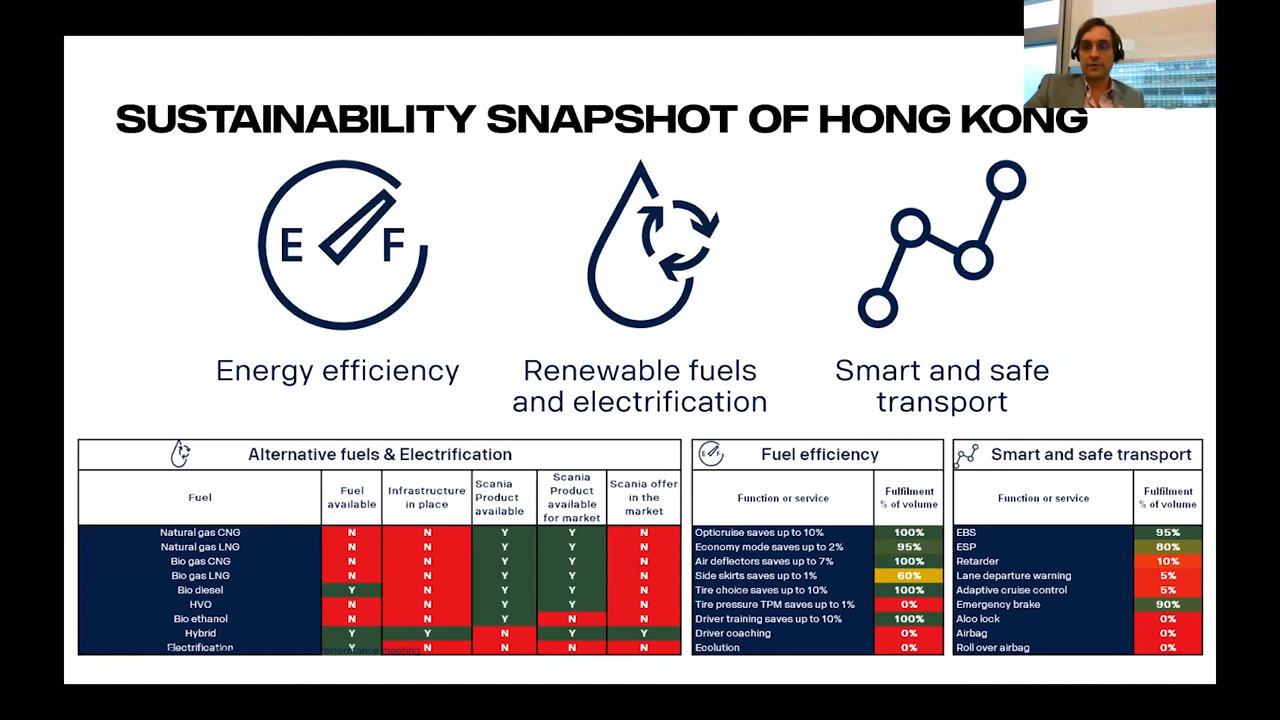 SUSTAINABILITY SNAPSHOT OF HONG KONG
E F
Energy efficiency
Renewable fuels
and electrification
Smart and safe
transport
Alternative fuels & Electrification
Fuel
Fuel available
Infrastructure in place
Scania Product available
Scania Product available for market
Scania offer in the market
Natural gas CNG N N Y Y N
Natural gas LNG N N Y Y N
Bio gas CNG N N Y Y N
Bio gas LNG N N Y Y N
Bio diesel Y N Y Y N
HVO N N Y Y N
Bio ethanol N N Y N N
Hybrid Y Y N Y Y
Electrification Y N N N N
Performance meeting
E F
Fuel efficiency
Function or service
Fulfilment % of volume
Opticruise saves up to 10% 100%
Economy mode saves up to 2% 95%
Air deflectors saves up to 7% 100%
Side skirts saves up to 1% 60%
Tire choice saves up to 10% 100%
Tire pressure TPM saves up to 1% 0%
Driver training saves up to 10% 100%
Driver coaching 0%
Ecolution 0%
Smart and safe transport
Function or service
Fulfilment % of volume
EBS 95%
ESP 80%
Retarder 10%
Lane departure warning 5%
Adaptive cruise control 5%
Emergency brake 90%
Alco lock 0%
Airbag 0%
Roll over airbag 0%